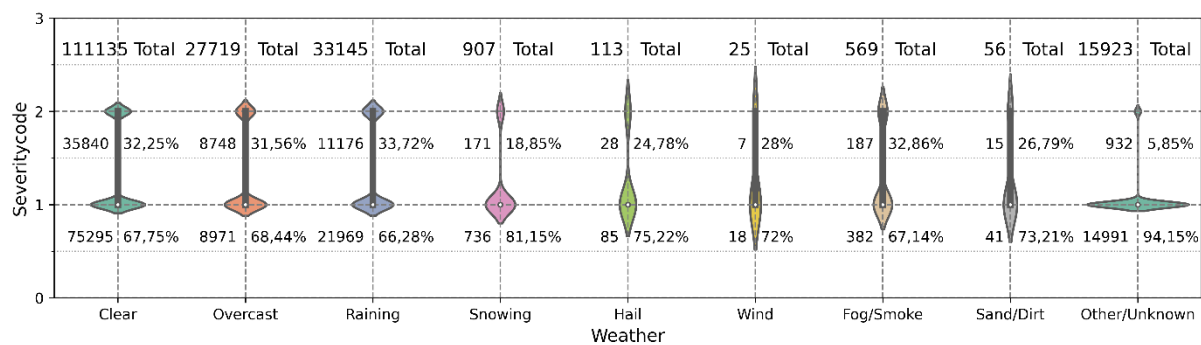 3
111135 Total 27719 Total 33145 Total 907 Total 113 Total 25 Total 569 Total 56 Total 15923 Total
2
35840 32,25% 8748 31,56% 11176 33,72% 171 18,85% 28 24,78% 7 28% 187 32,86% 15 26,79% 932 5,85%
Severitycode
1
75295 67,75% 8971 68,44% 21969 66,28% 736 81,15% 85 75,22% 18 72% 382 67,14% 41 73,21% 14991 94,15%
0
Clear Overcast Raining Snowing Hail Wind Fog/Smoke Sand/Dirt Other/Unknown
Weather